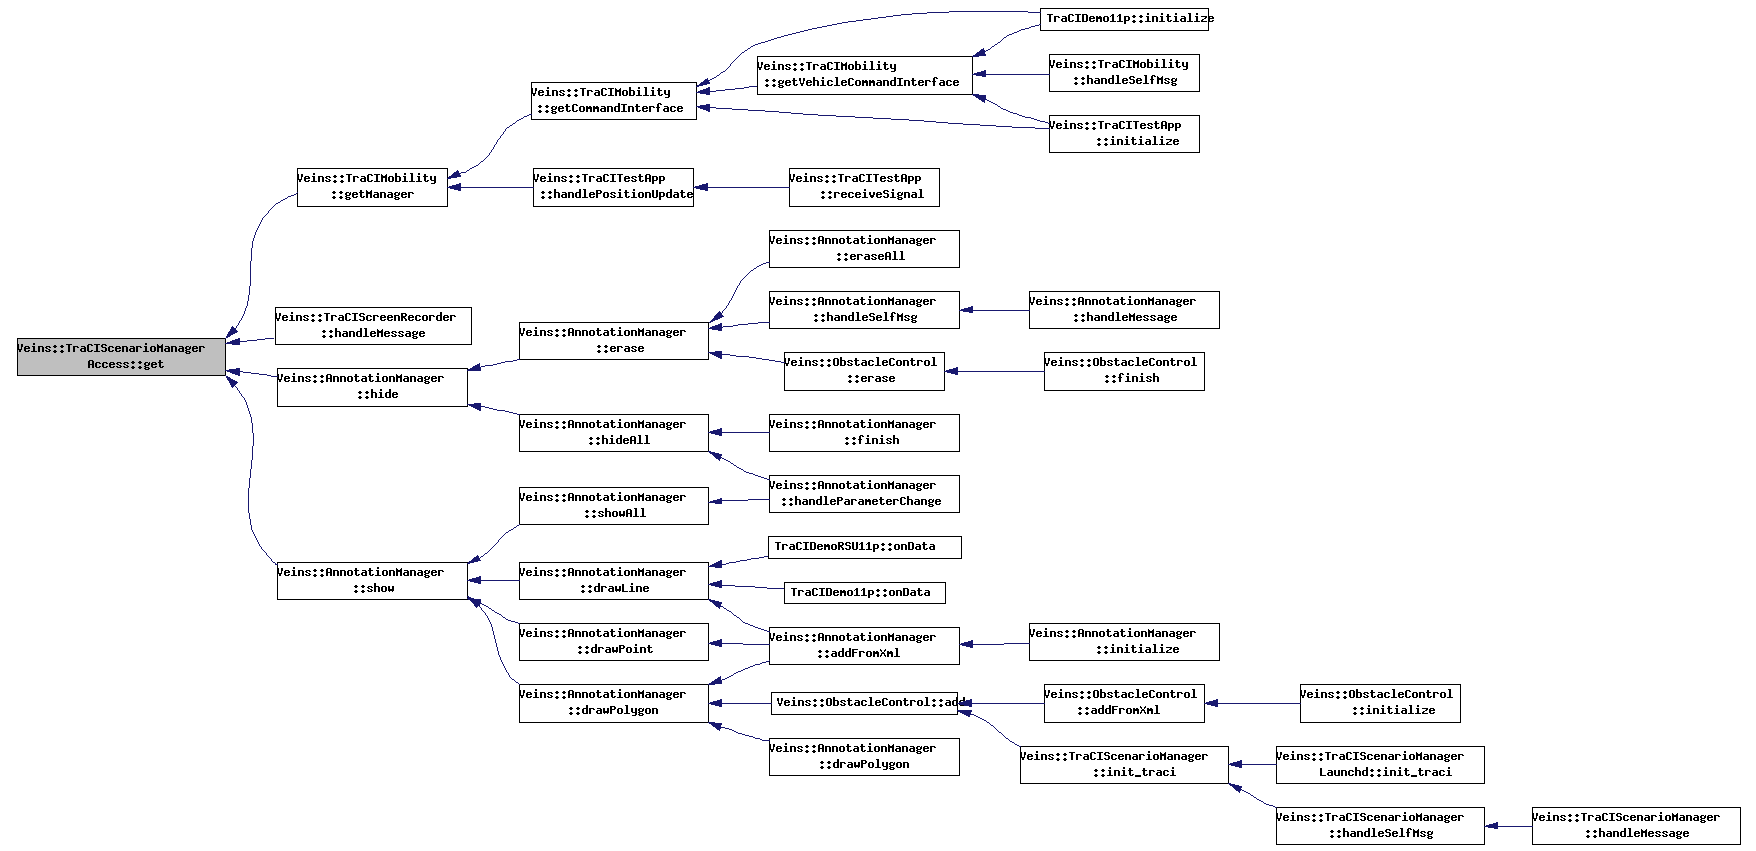 TraCIDemo11p::initialize
Veins::TraCIMobility
::getVehicleCommandInterface
Veins::TraCIMobility
::handleSelfMsg
Veins::TraCIMobility
::getCommandInterface
Veins::TraCITestApp
::initialize
Veins::TraCIMobility
::getManager
Veins::TraCITestApp
::handlePositionUpdate
Veins::TraCITestApp
::receiveSignal
Veins::AnnotationManager
::eraseAll
Veins::TraCIScreenRecorder
::handleMessage
Veins::AnnotationManager
::handleSelfMsg
Veins::AnnotationManager
::handleMessage
Veins::AnnotationManager
::erase
Veins::TraCIScenarioManager
Access::get
Veins::ObstacleControl
::erase
Veins::ObstacleControl
::finish
Veins::AnnotationManager
::hide
Veins::AnnotationManager
::hideAll
Veins::AnnotationManager
::finish
Veins::AnnotationManager
::handleParameterChange
Veins::AnnotationManager
::showAll
TraCIDemoRSU11p::onData
Veins::AnnotationManager
::show
Veins::AnnotationManager
::drawLine
TraCIDemo11p::onData
Veins::AnnotationManager
::drawPoint
Veins::AnnotationManager
::addFromXml
Veins::AnnotationManager
::initialize
Veins::AnnotationManager
::drawPolygon
Veins::ObstacleControl::add
Veins::ObstacleControl
::addFromXml
Veins::ObstacleControl
::initialize
Veins::AnnotationManager
::drawPolygon
Veins::TraCIScenarioManager
::init_traci
Veins::TraCIScenarioManager
Launchd::init_traci
Veins::TraCIScenarioManager
::handleSelfMsg
Veins::TraCIScenarioManager
::handleMessage